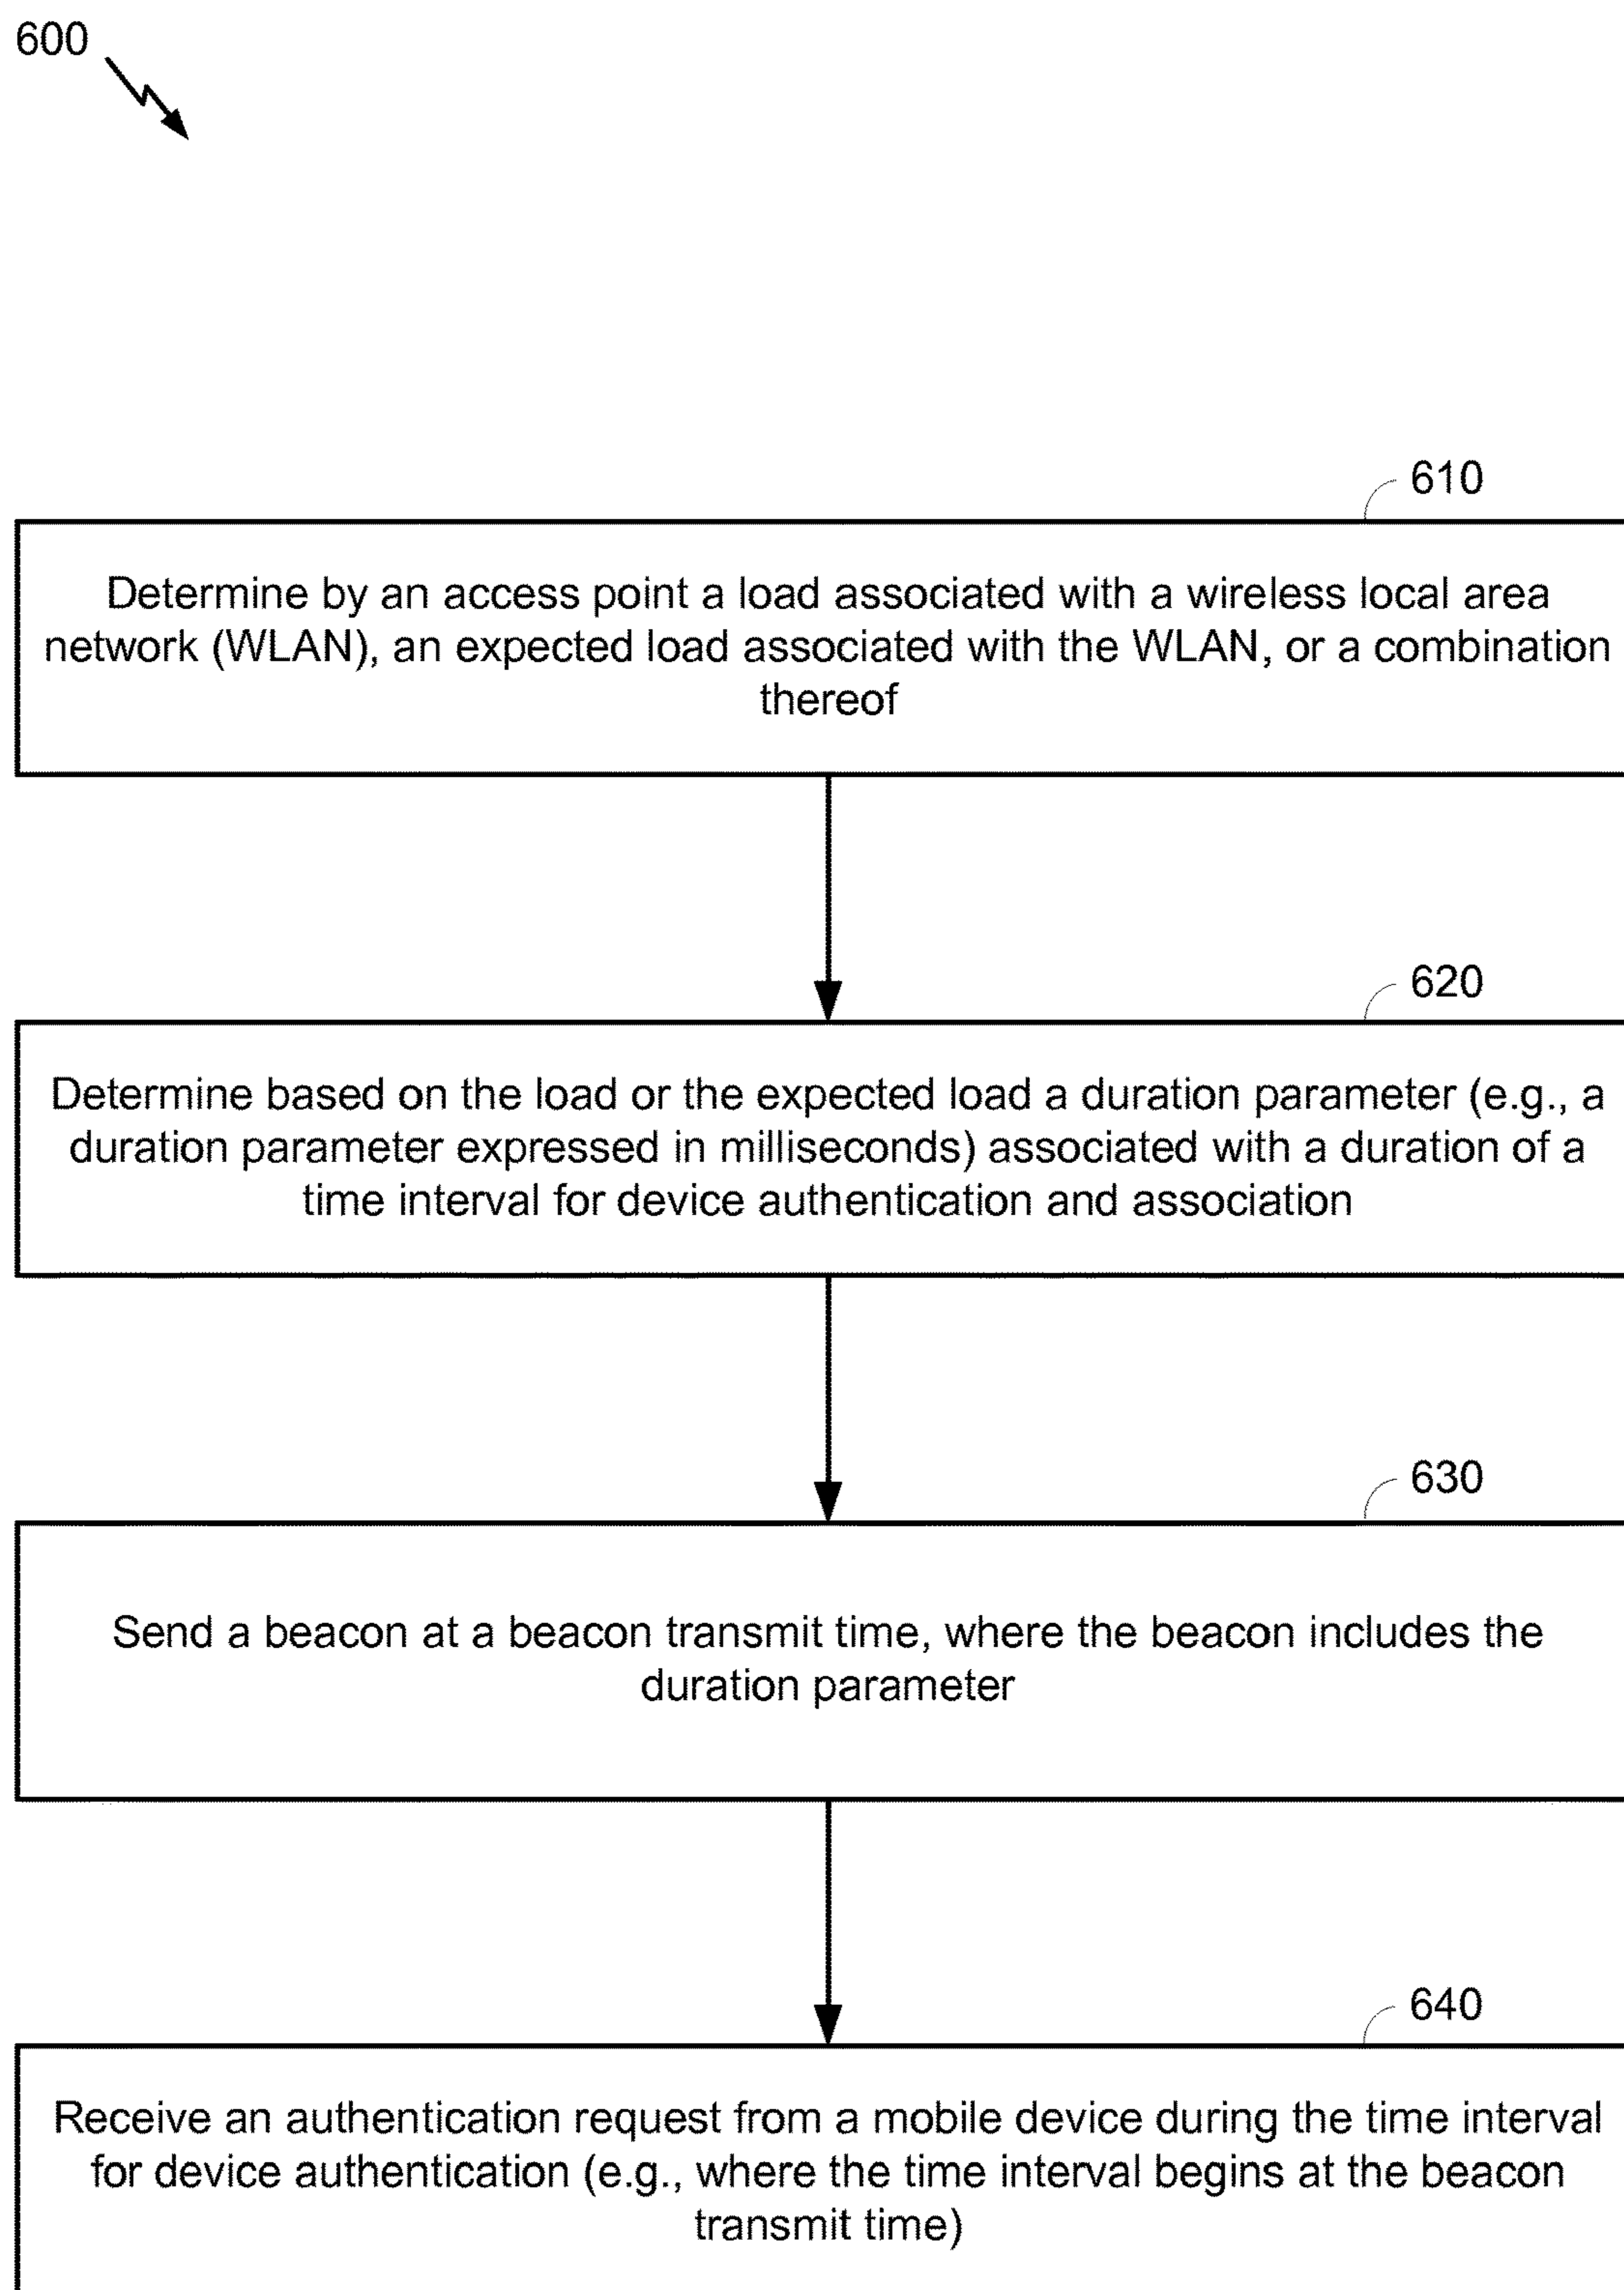 600
610
Determine by an access point a load associated with a wireless local area
network (WLAN), an expected load associated with the WLAN, or a combination
thereof
620
Determine based on the load or the expected load a duration parameter (e.g., a
duration parameter expressed in milliseconds) associated with a duration of a
time interval for device authentication and association
630
Send a beacon at a beacon transmit time, where the beacon includes the
duration parameter
640
Receive an authentication request from a mobile device during the time interval
for device authentication (e.g., where the time interval begins at the beacon
transmit time)